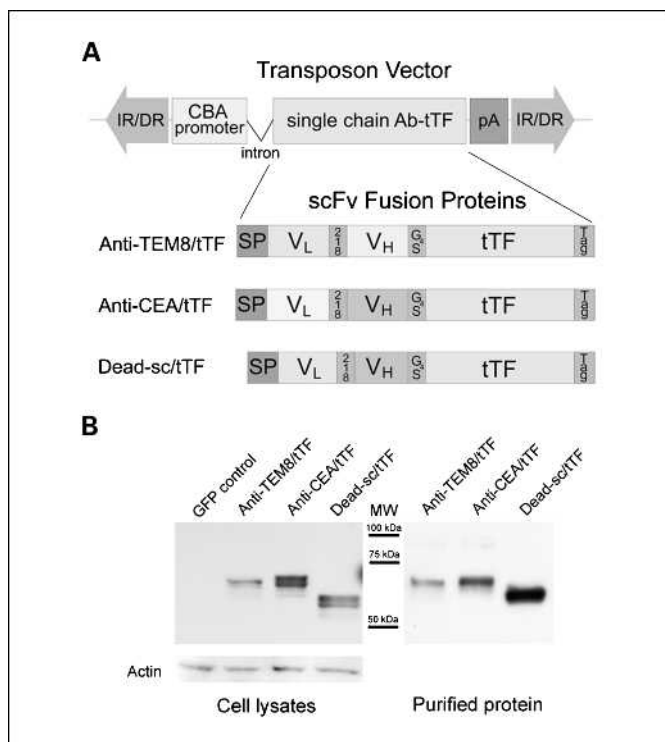 A
Transposon Vector
IR/DR CBA promoter intron single chain Ab-tTF pA IR/DR
scFv Fusion Proteins
Anti-TEM8/tTF SP VL 218 VH tTF Tag
Anti-CEA/tTF SP VL 218 VH tTF Tag
Dead-sc/tTF SP VL 218 VH tTF Tag
B
GFP control Anti-TEM8/tTF Anti-CEA/tTF Dead-sc/tTF MW Anti-TEM8/tTF Anti-CEA/tTF Dead-sc/tTF
100 kDa
75 kDa
50 kDa
Actin
Cell lysates Purified protein